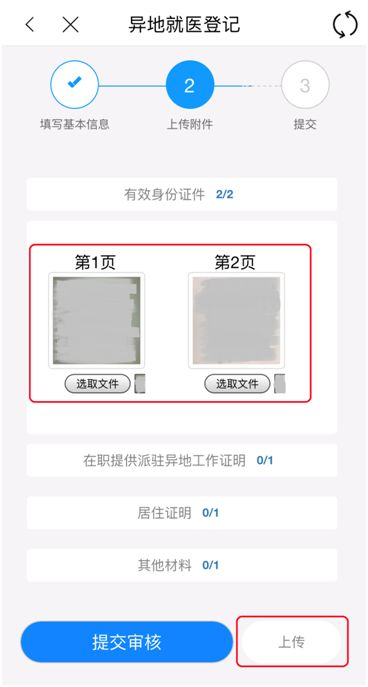 异地就医登记
2
3
填写基本信息
上传附件
提交
有效身份证件 2/2
第1页
第2页
选取文件
选取文件
在职提供派驻异地工作证明 0/1
居住证明 0/1
其他材料 0/1
提交审核
上传